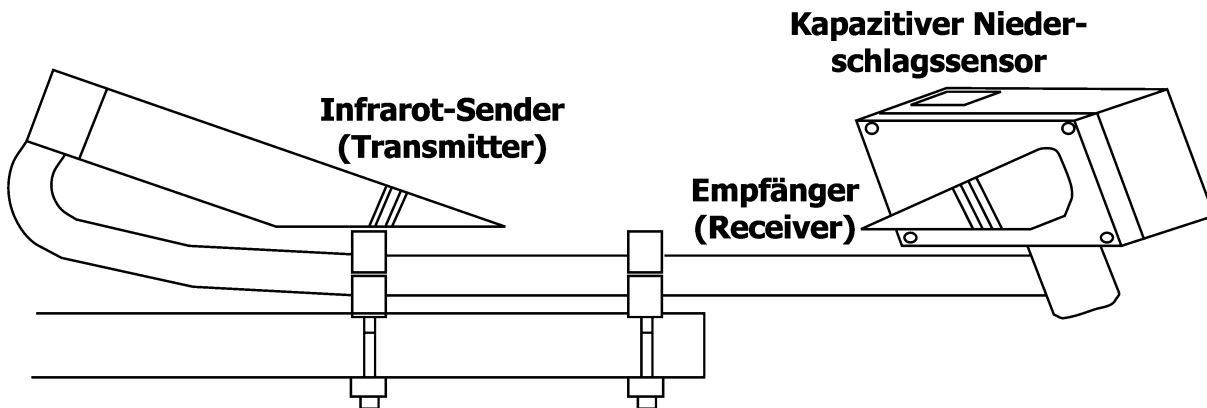 Kapazitiver Nieder-
schlagssensor
Infrarot-Sender
(Transmitter)
Empfänger
(Receiver)